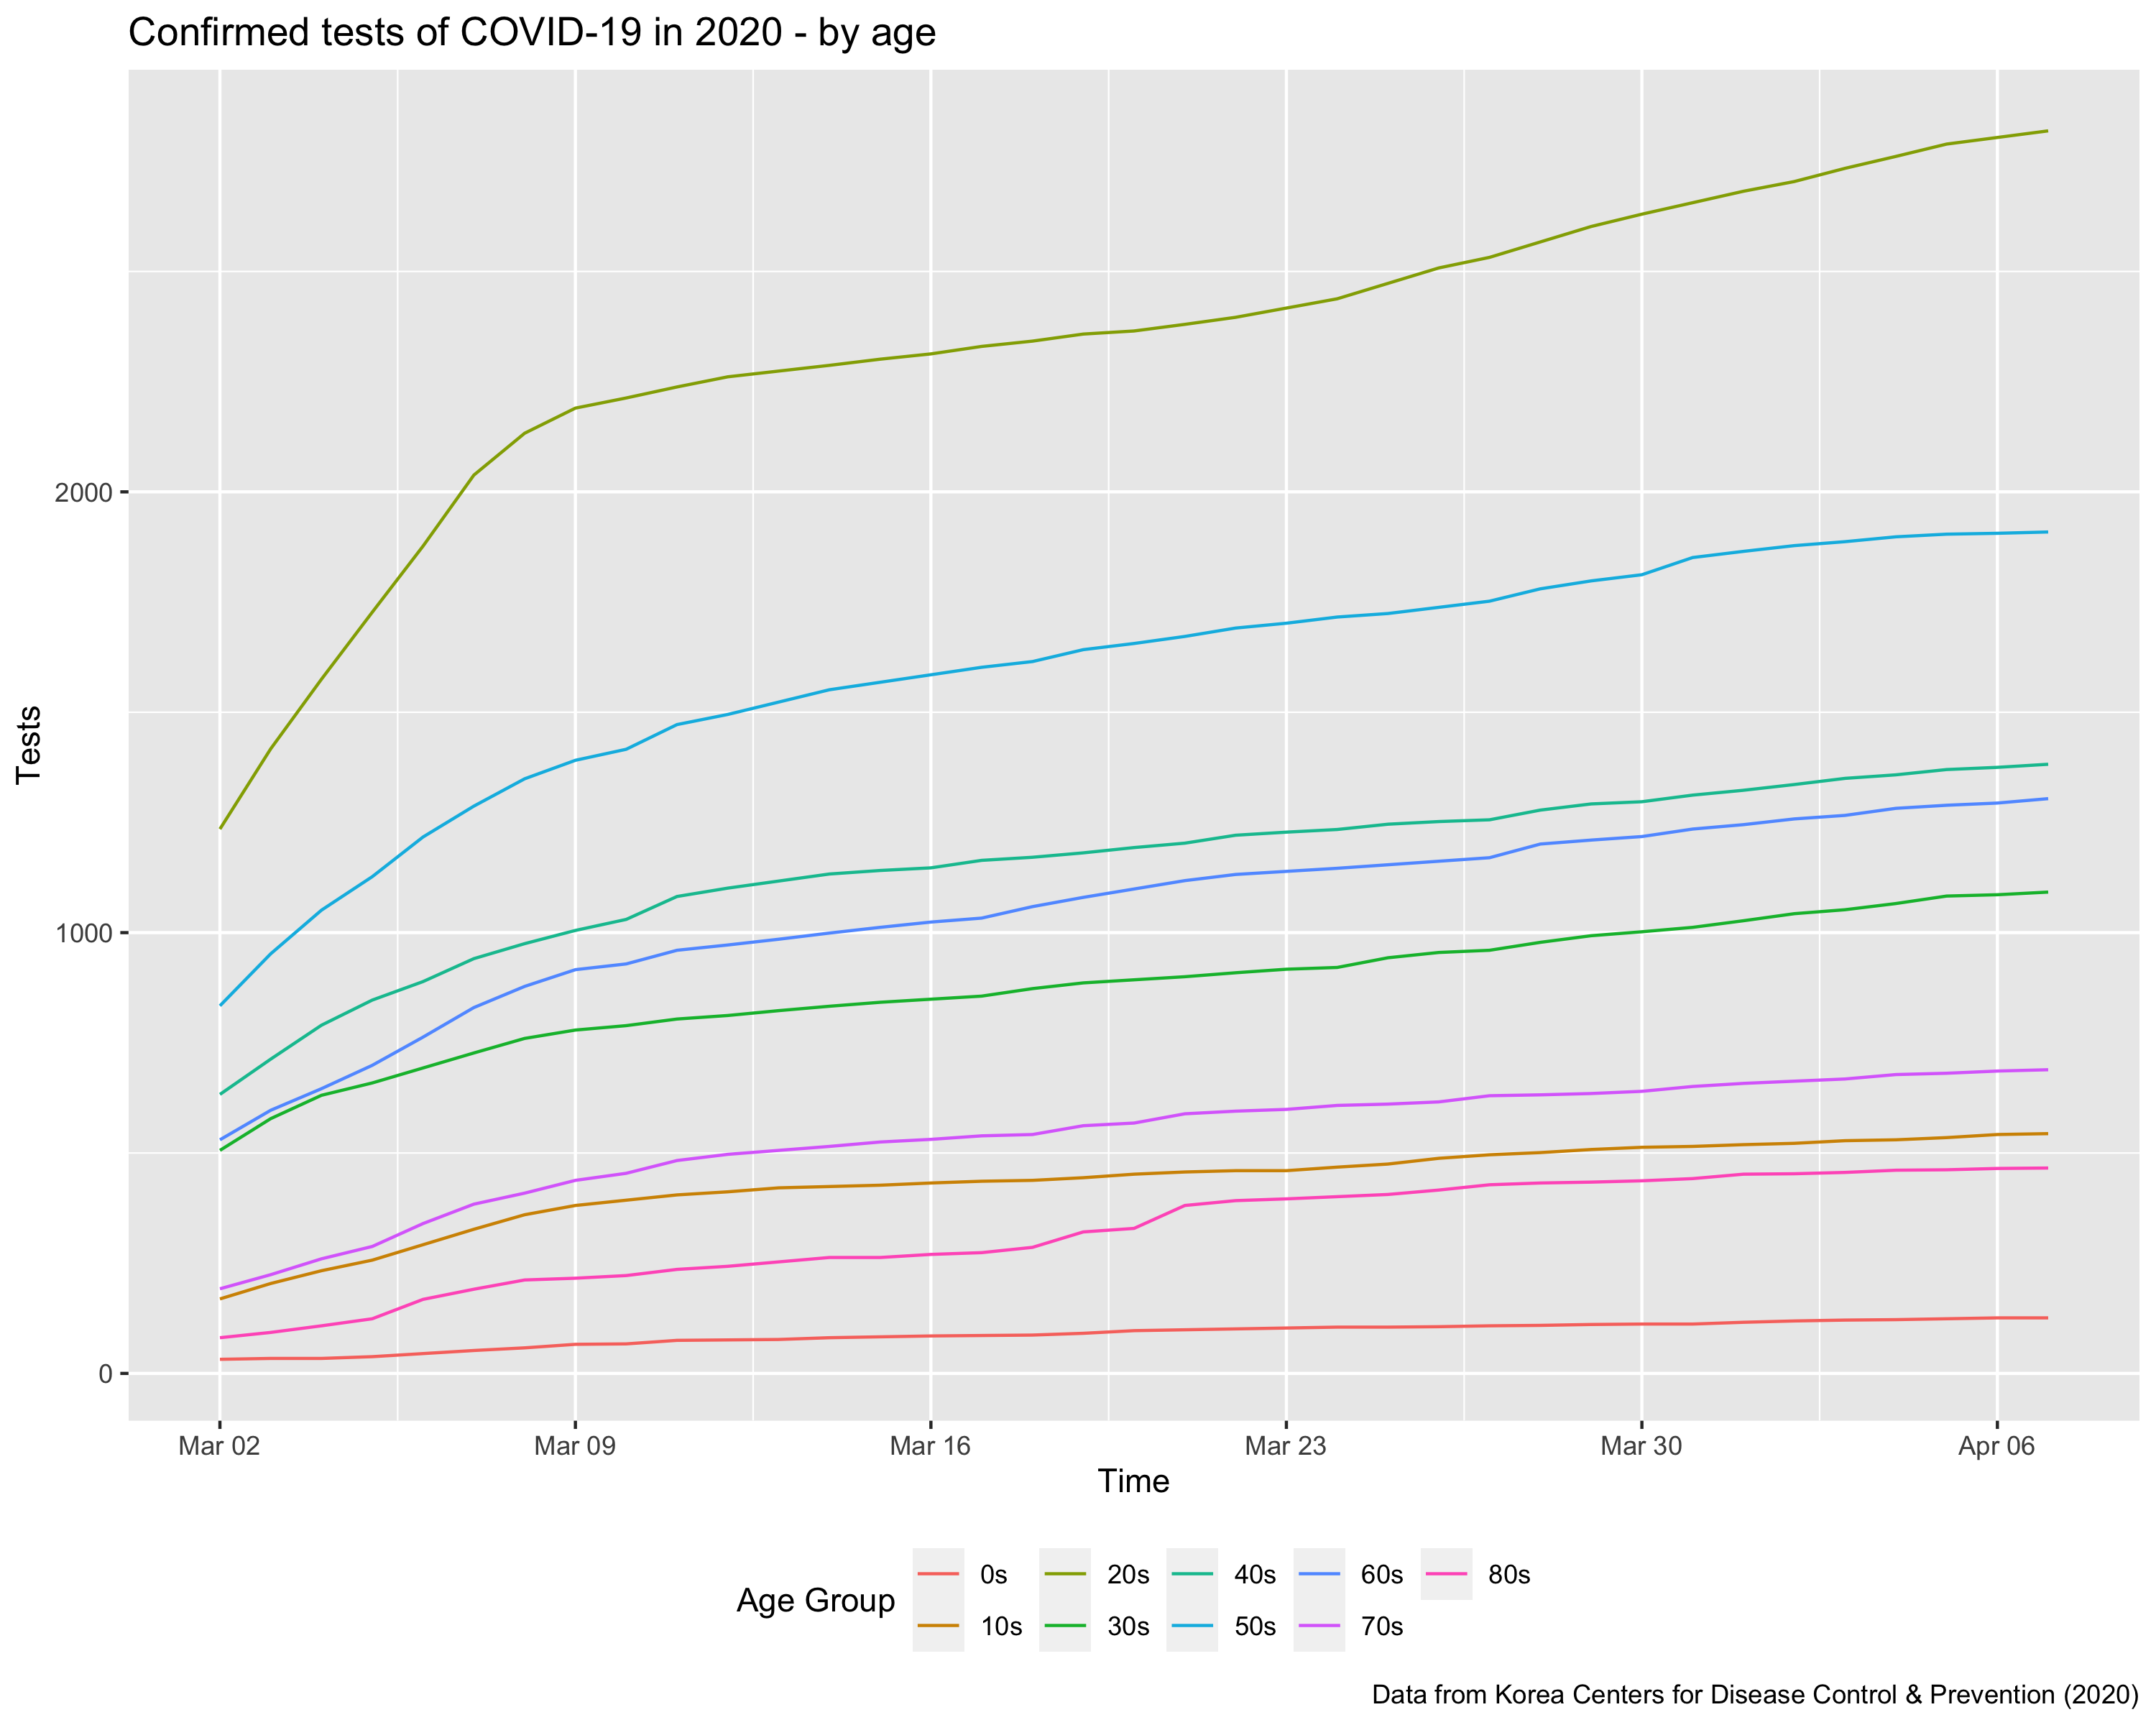 Confirmed tests of COVID-19 in 2020 - by age
Tests
2000
1000
0
Mar 02 Mar 09 Mar 16 Mar 23 Mar 30 Apr 06
Time
Age Group
0s 20s 40s 60s 80s
10s 30s 50s 70s
Data from Korea Centers for Disease Control & Prevention (2020)